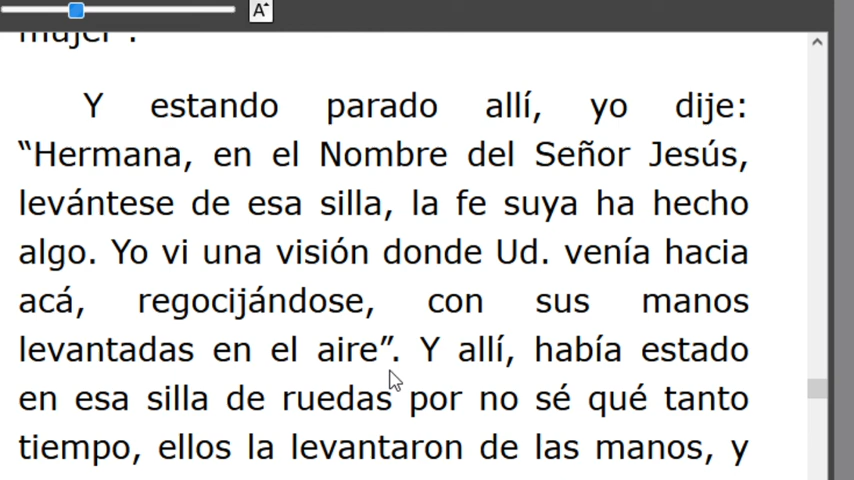 A
mujer".
Y estando parado allí, yo dije:
“Hermana, en el Nombre del Señor Jesús,
levántese de esa silla, la fe suya ha hecho
algo. Yo vi una visión donde Ud. venía hacia
acá, regocijándose, con sus manos
levantadas en el aire”. Y allí, había estado
en esa silla de ruedas por no sé qué tanto
tiempo, ellos la levantaron de las manos, y